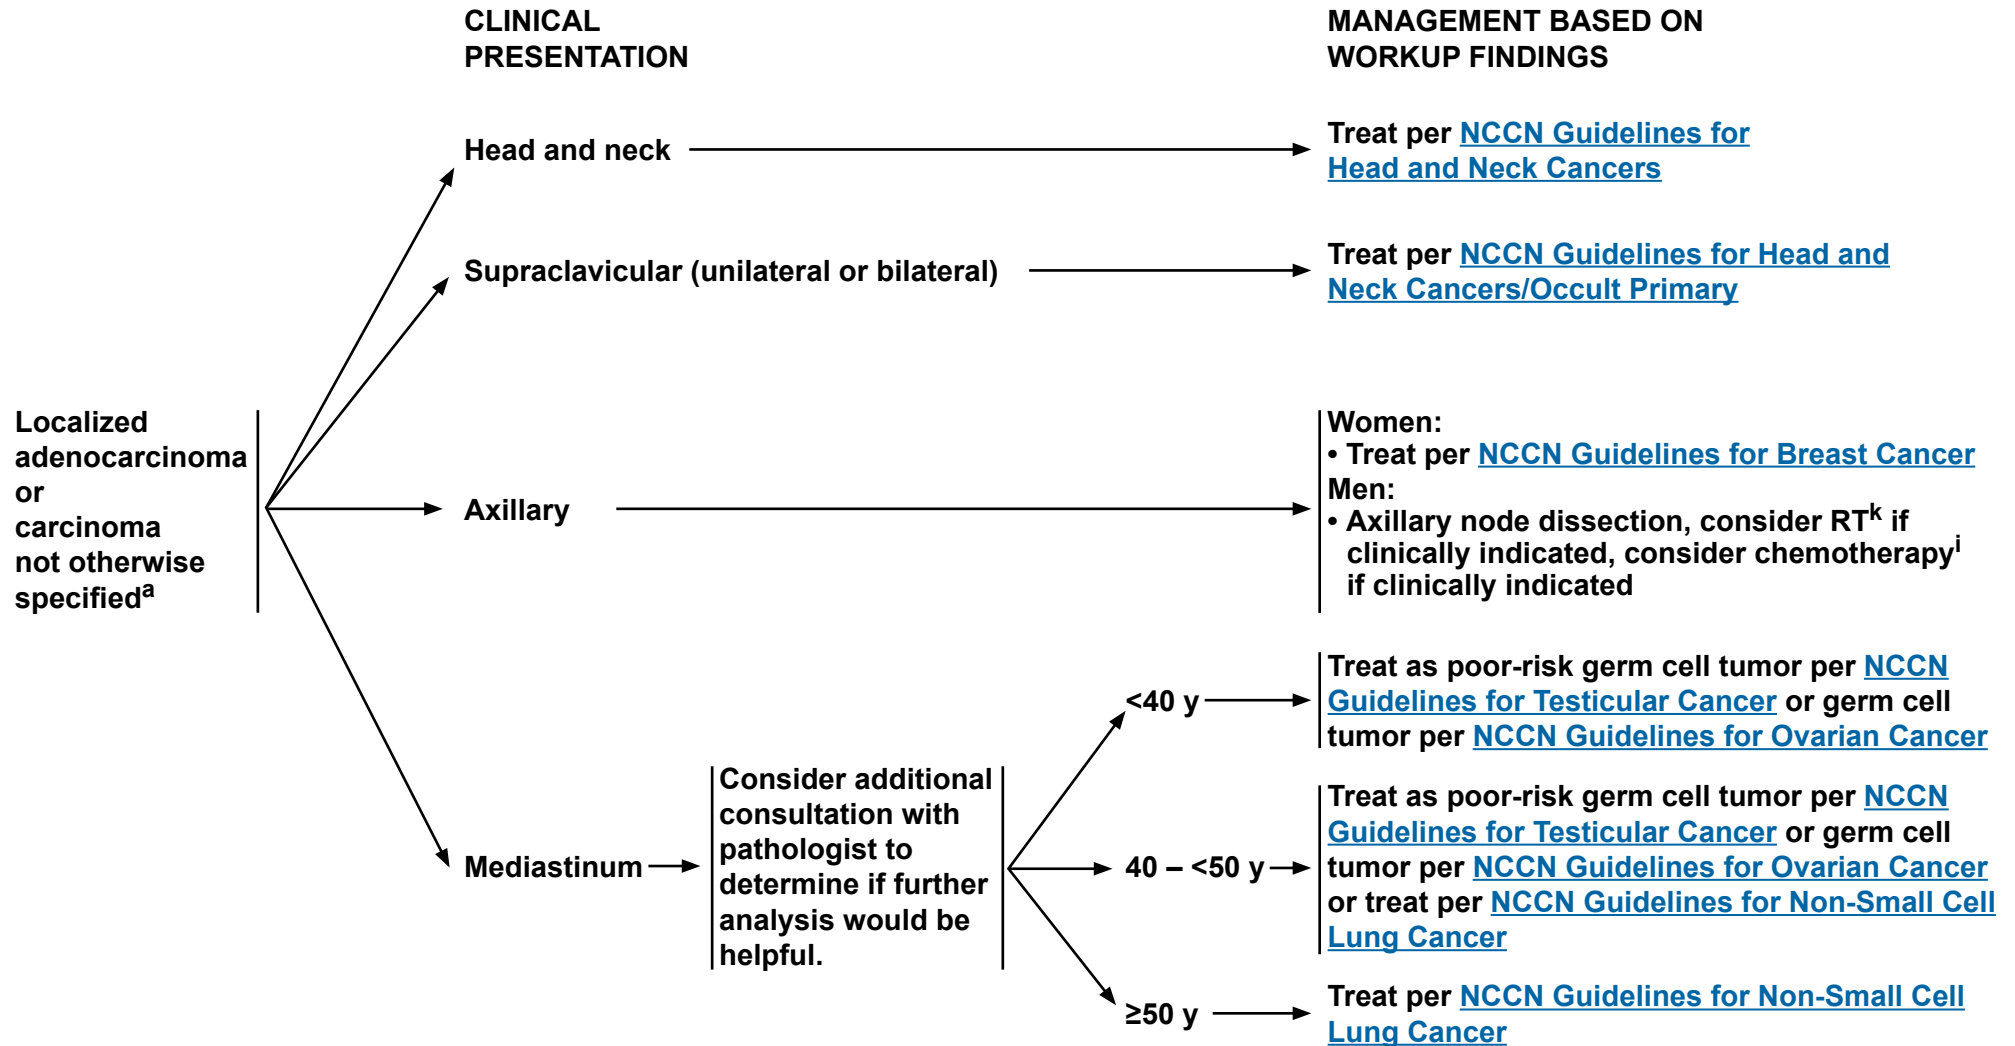 CLINICAL
PRESENTATION
MANAGEMENT BASED ON
WORKUP FINDINGS
Localized
adenocarcinoma
or
carcinoma
not otherwise
specifiedᵃ
Head and neck
Treat per NCCN Guidelines for
Head and Neck Cancers
Supraclavicular (unilateral or bilateral)
Treat per NCCN Guidelines for Head and
Neck Cancers/Occult Primary
Axillary
Women:
• Treat per NCCN Guidelines for Breast Cancer
Men:
• Axillary node dissection, consider RTᵏ if
clinically indicated, consider chemotherapyⁱ
if clinically indicated
Mediastinum
Consider additional
consultation with
pathologist to
determine if further
analysis would be
helpful.
<40 y
Treat as poor-risk germ cell tumor per NCCN
Guidelines for Testicular Cancer or germ cell
tumor per NCCN Guidelines for Ovarian Cancer
40 – <50 y
Treat as poor-risk germ cell tumor per NCCN
Guidelines for Testicular Cancer or germ cell
tumor per NCCN Guidelines for Ovarian Cancer
or treat per NCCN Guidelines for Non-Small Cell
Lung Cancer
≥50 y
Treat per NCCN Guidelines for Non-Small Cell
Lung Cancer